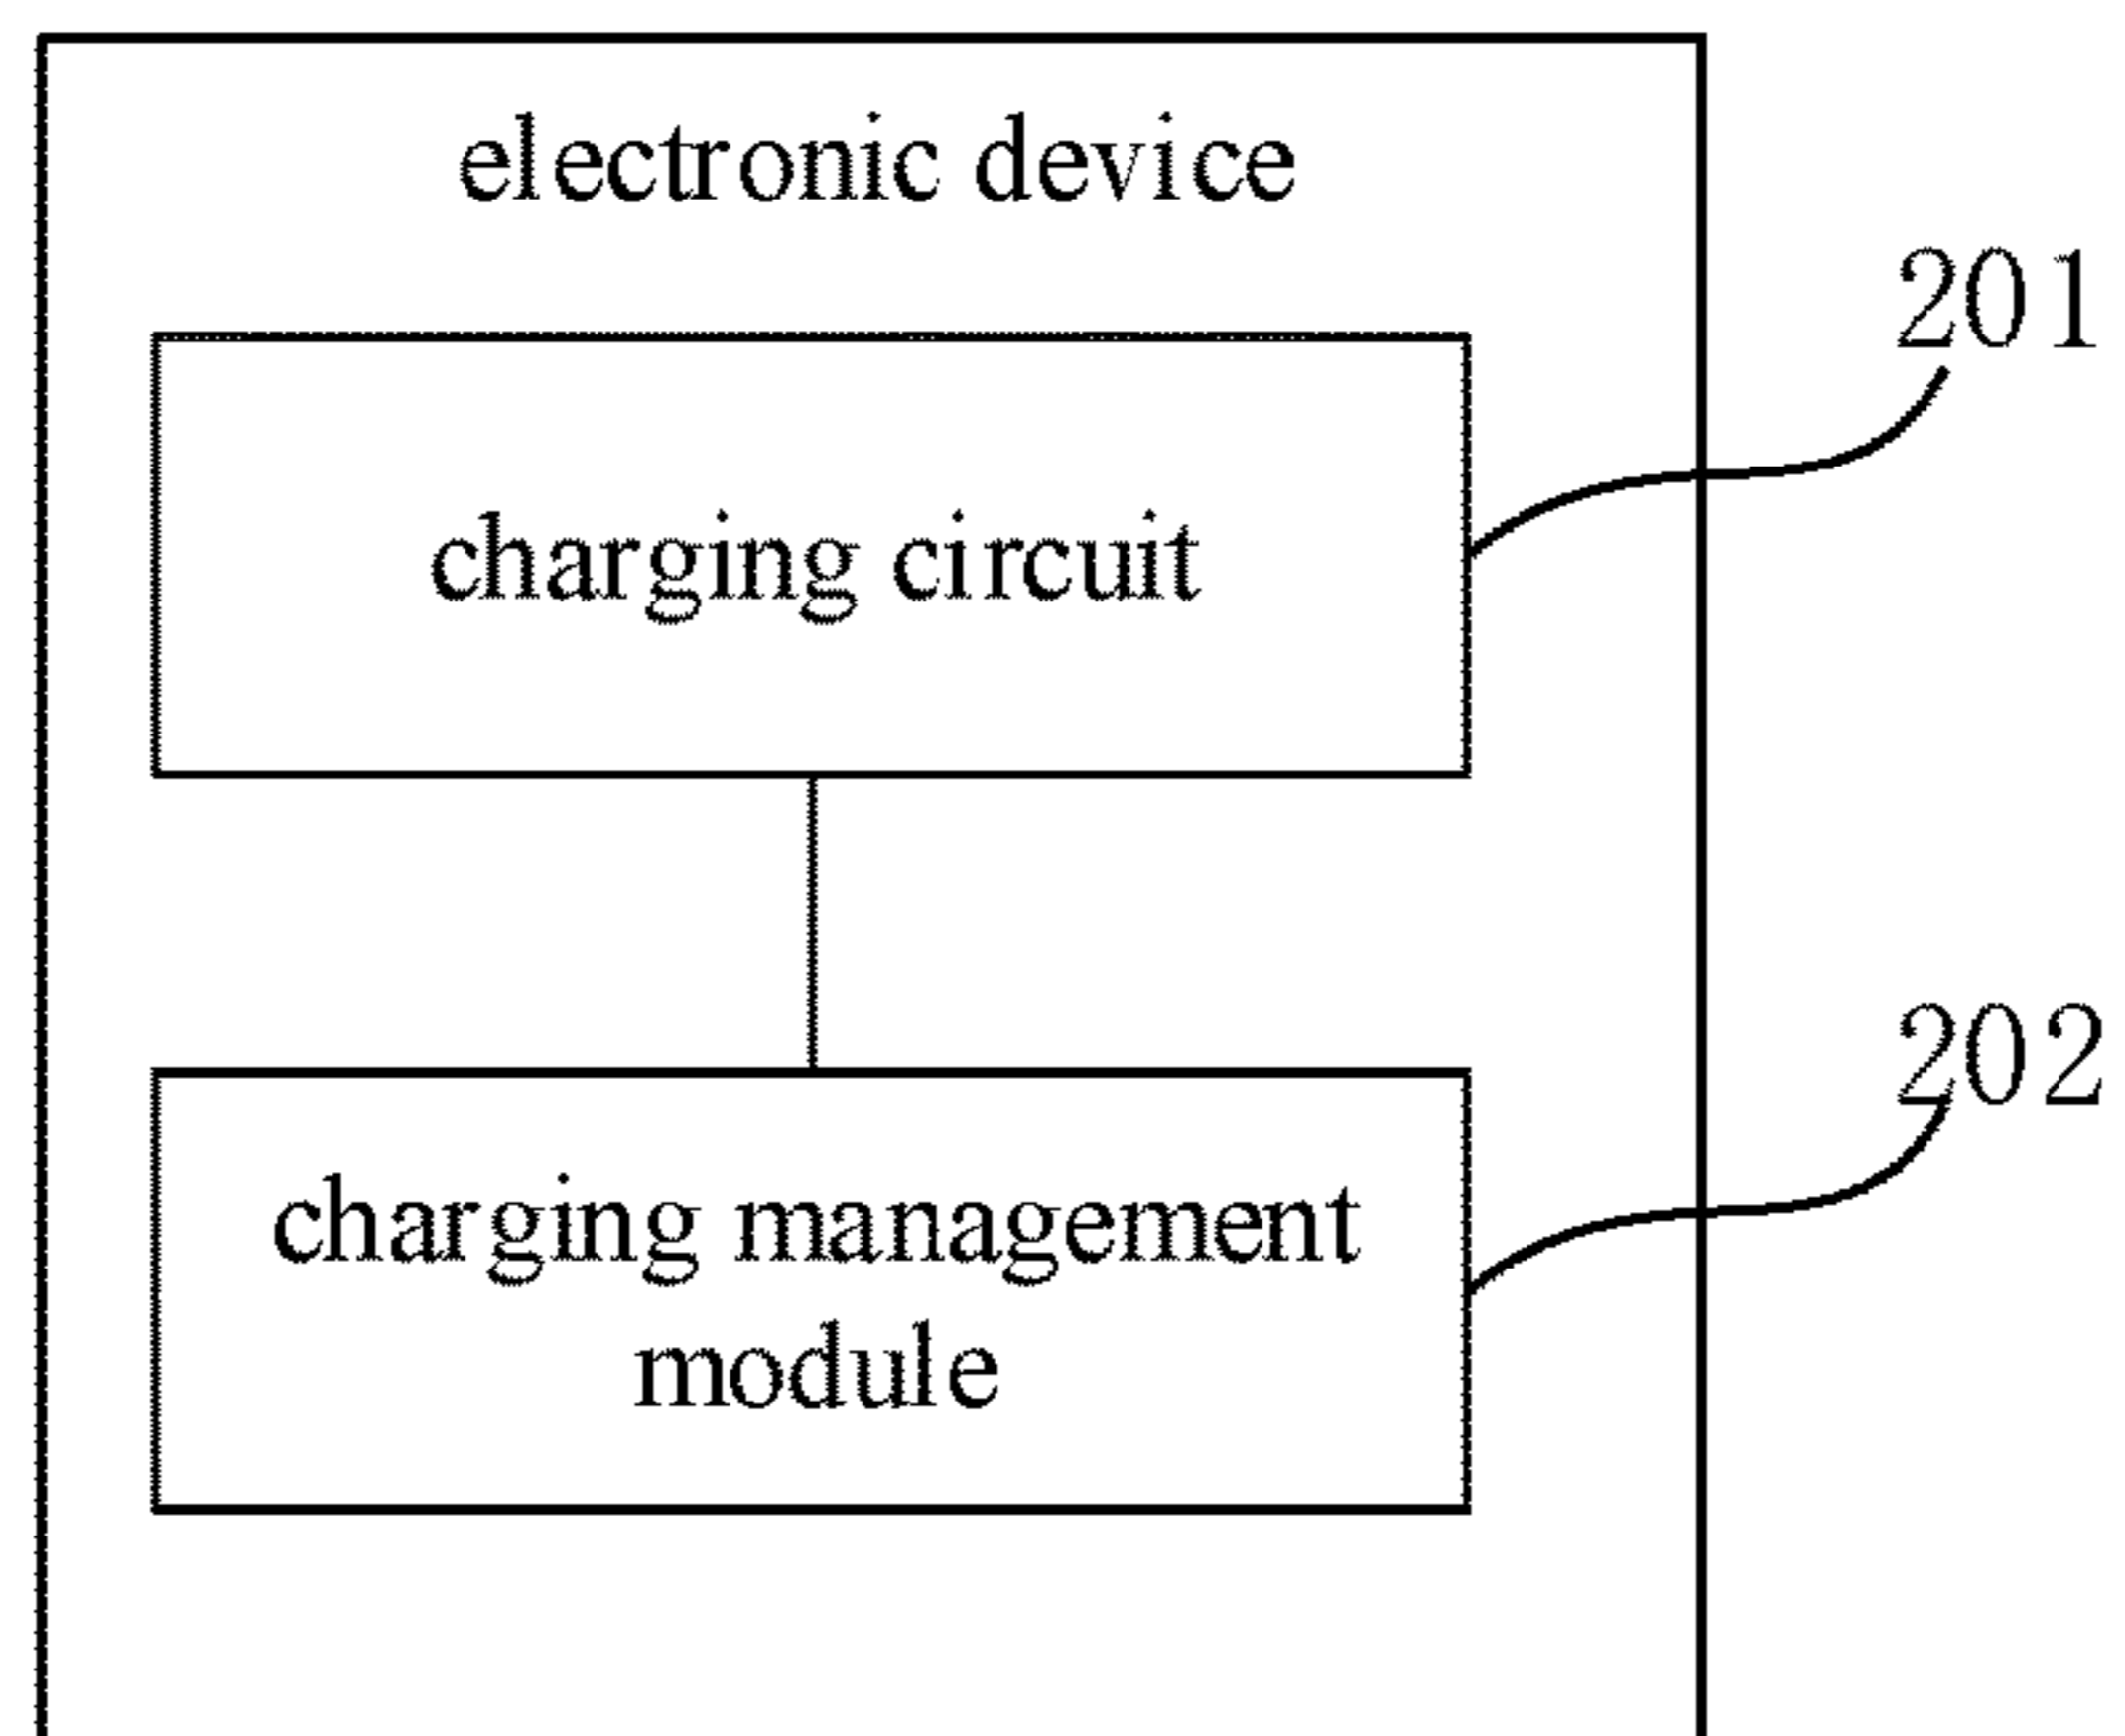 electronic device
201
charging circuit
202
charging management
module